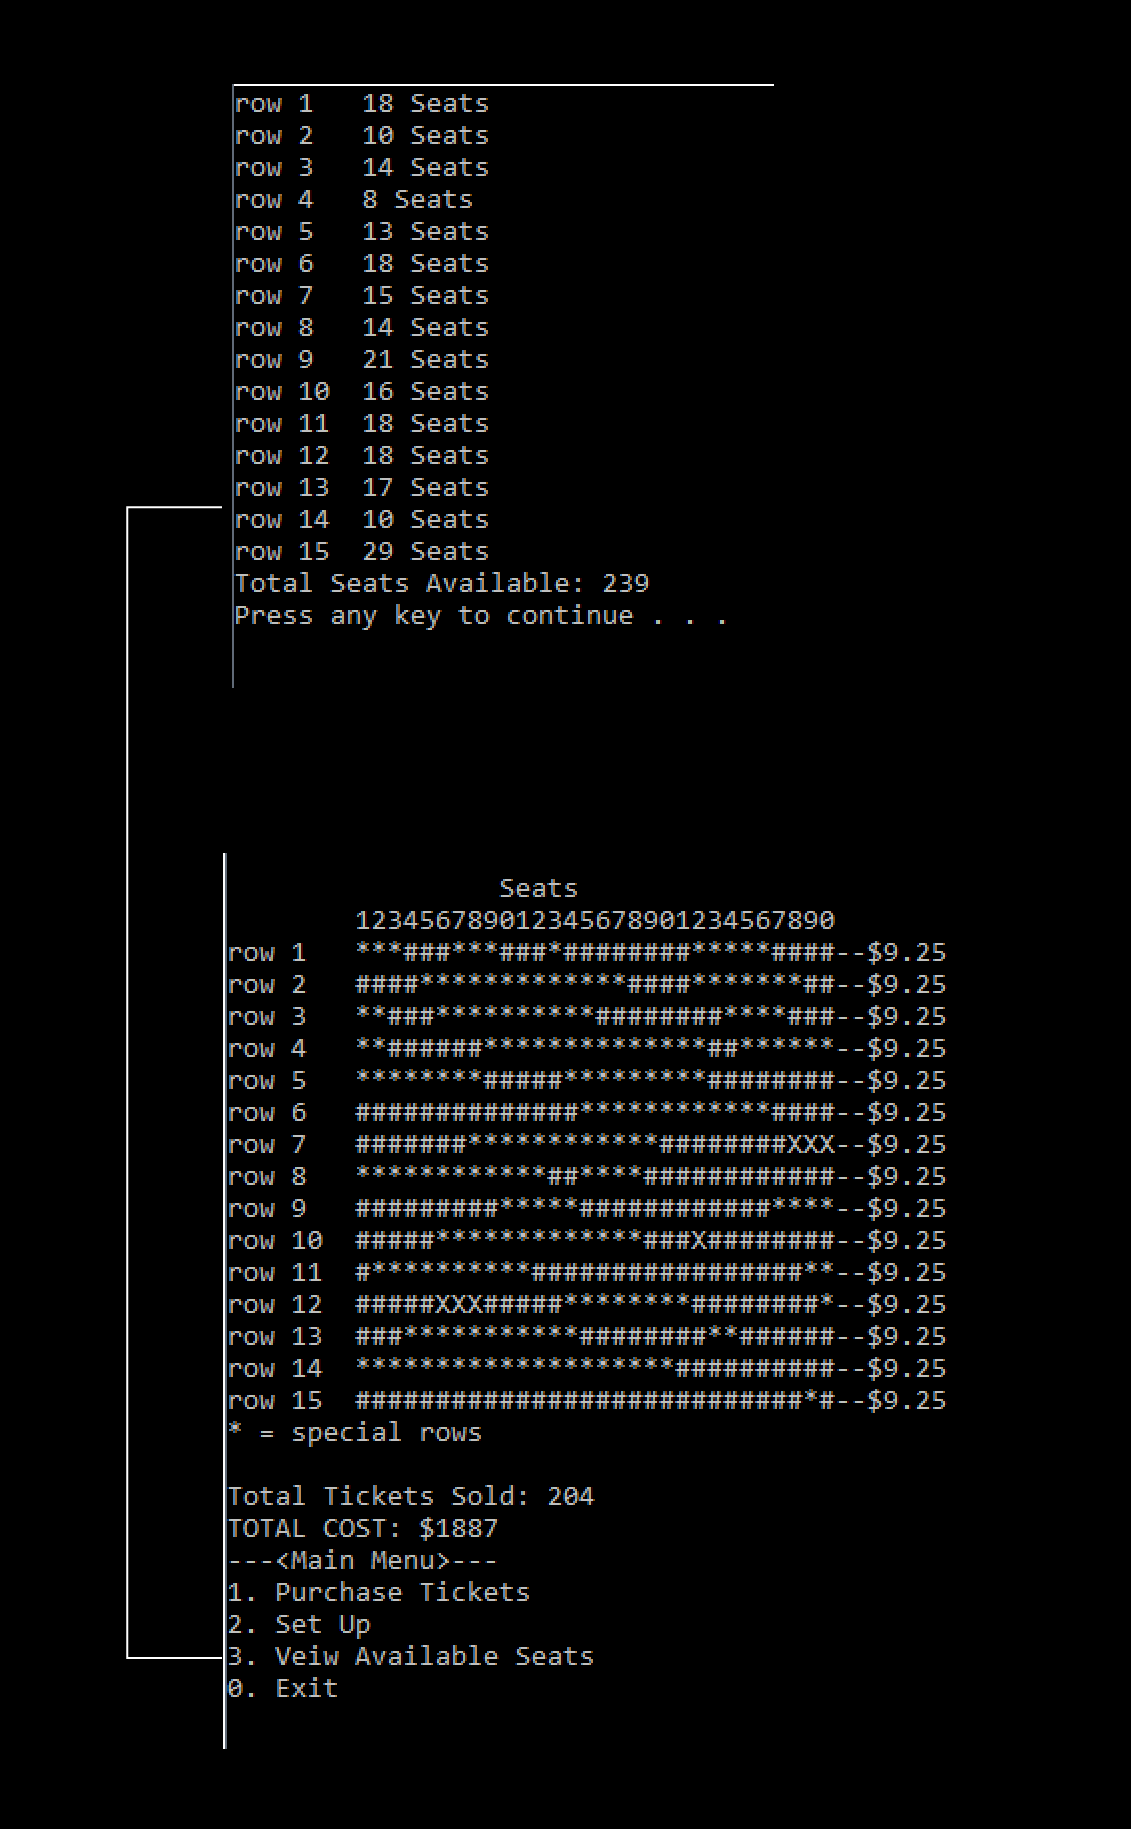 row 1   18 Seats
row 2   10 Seats
row 3   14 Seats
row 4   8 Seats
row 5   13 Seats
row 6   18 Seats
row 7   15 Seats
row 8   14 Seats
row 9   21 Seats
row 10  16 Seats
row 11  18 Seats
row 12  18 Seats
row 13  17 Seats
row 14  10 Seats
row 15  29 Seats
Total Seats Available: 239
Press any key to continue . . .
Seats
123456789012345678901234567890
row 1   ***###***###*########*****####--$9.25
row 2   ####*************####*******##--$9.25
row 3   **###**********########****###--$9.25
row 4   **######**************##******--$9.25
row 5   ********#####*********########--$9.25
row 6   ##############************####--$9.25
row 7   #######************########XXX--$9.25
row 8   ************##****############--$9.25
row 9   #########*****############****--$9.25
row 10  #####*************###X########--$9.25
row 11  #**********#################**--$9.25
row 12  #####XXX#####********########*--$9.25
row 13  ###***********########**######--$9.25
row 14  ********************##########--$9.25
row 15  ############################*#--$9.25
* = special rows
Total Tickets Sold: 204
TOTAL COST: $1887
---<Main Menu>---
1. Purchase Tickets
2. Set Up
3. Veiw Available Seats
0. Exit